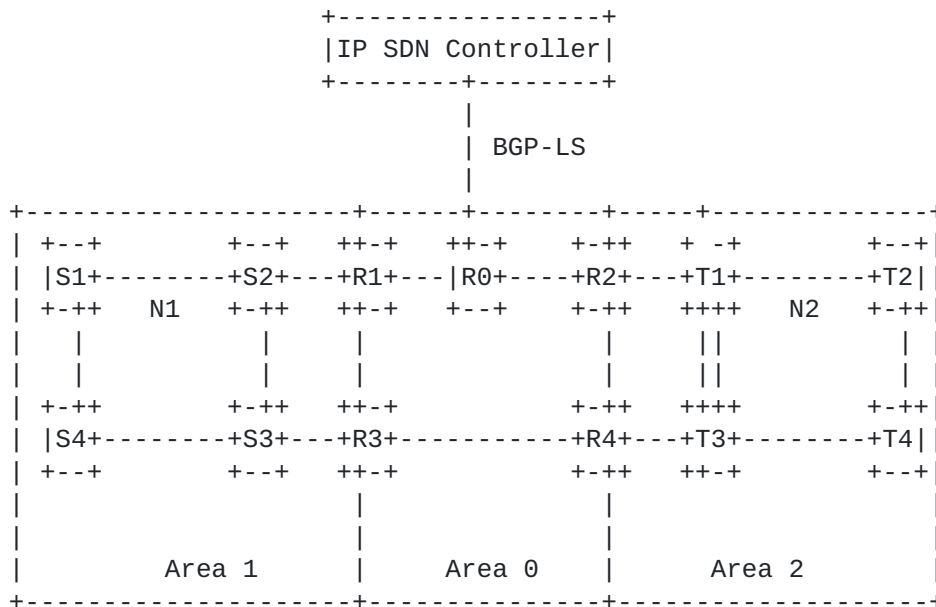 IP SDN Controller
BGP-LS
S1 S2 R1 R0 R2 T1 T2
N1 N2
S4 S3 R3 R4 T3 T4
Area 1 Area 0 Area 2